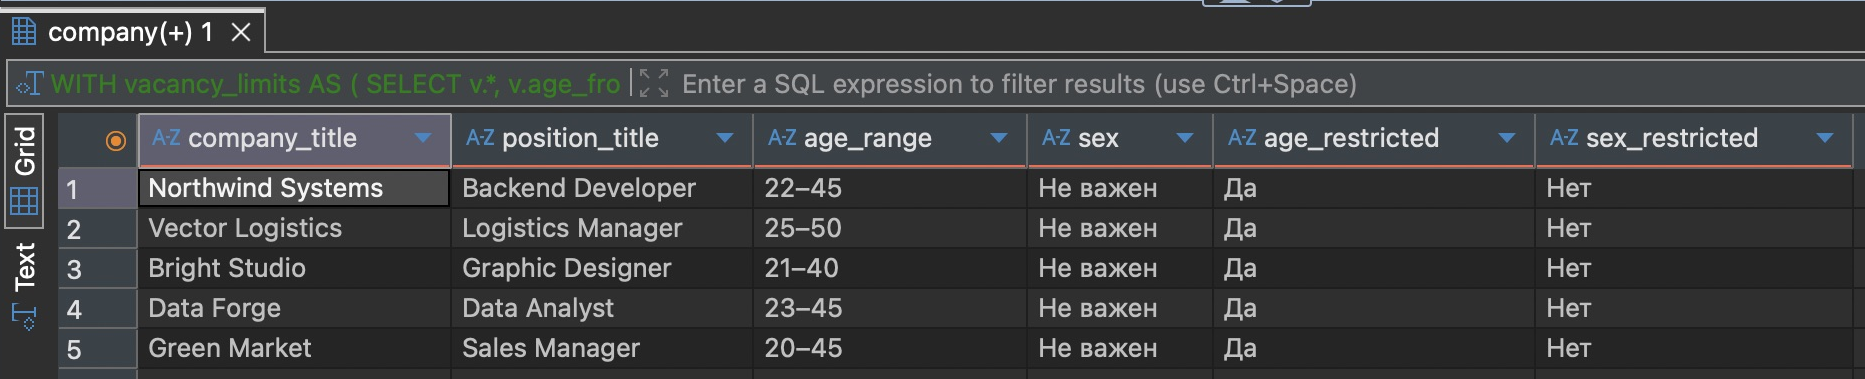 company(+) 1
WITH vacancy_limits AS ( SELECT v.*, v.age_fro Enter a SQL expression to filter results (use Ctrl+Space)
Grid
Text
A-Z company_title A-Z position_title A-Z age_range A-Z sex A-Z age_restricted A-Z sex_restricted
1 Northwind Systems Backend Developer 22–45 Не важен Да Нет
2 Vector Logistics Logistics Manager 25–50 Не важен Да Нет
3 Bright Studio Graphic Designer 21–40 Не важен Да Нет
4 Data Forge Data Analyst 23–45 Не важен Да Нет
5 Green Market Sales Manager 20–45 Не важен Да Нет